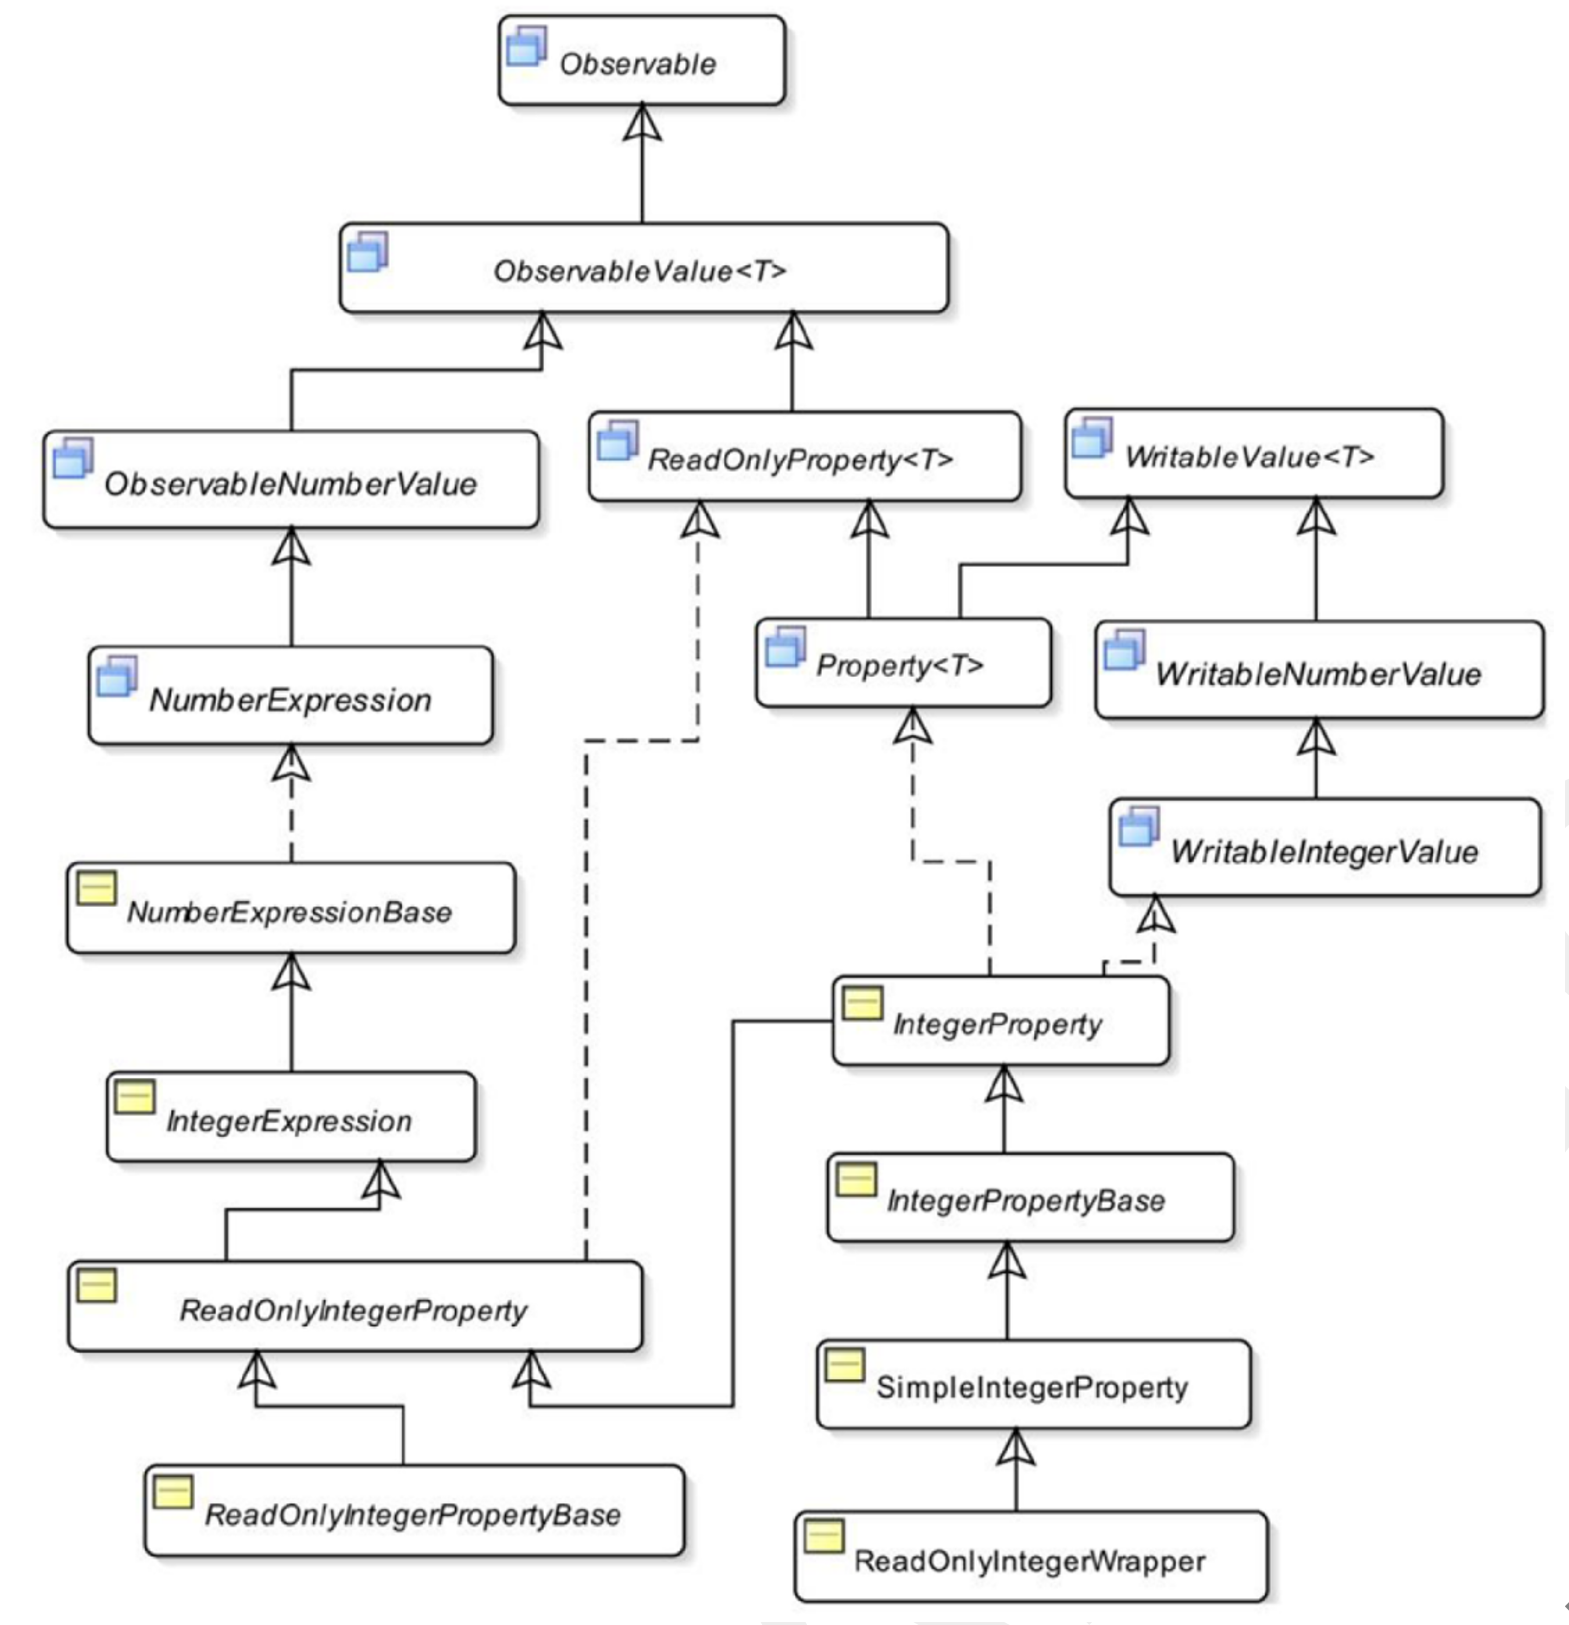 Observable
ObservableValue<T>
ObservableNumberValue
ReadOnlyProperty<T>
WritableValue<T>
NumberExpression
Property<T>
WritableNumberValue
NumberExpressionBase
WritableIntegerValue
IntegerProperty
IntegerExpression
IntegerPropertyBase
ReadOnlyIntegerProperty
SimpleIntegerProperty
ReadOnlyIntegerPropertyBase
ReadOnlyIntegerWrapper